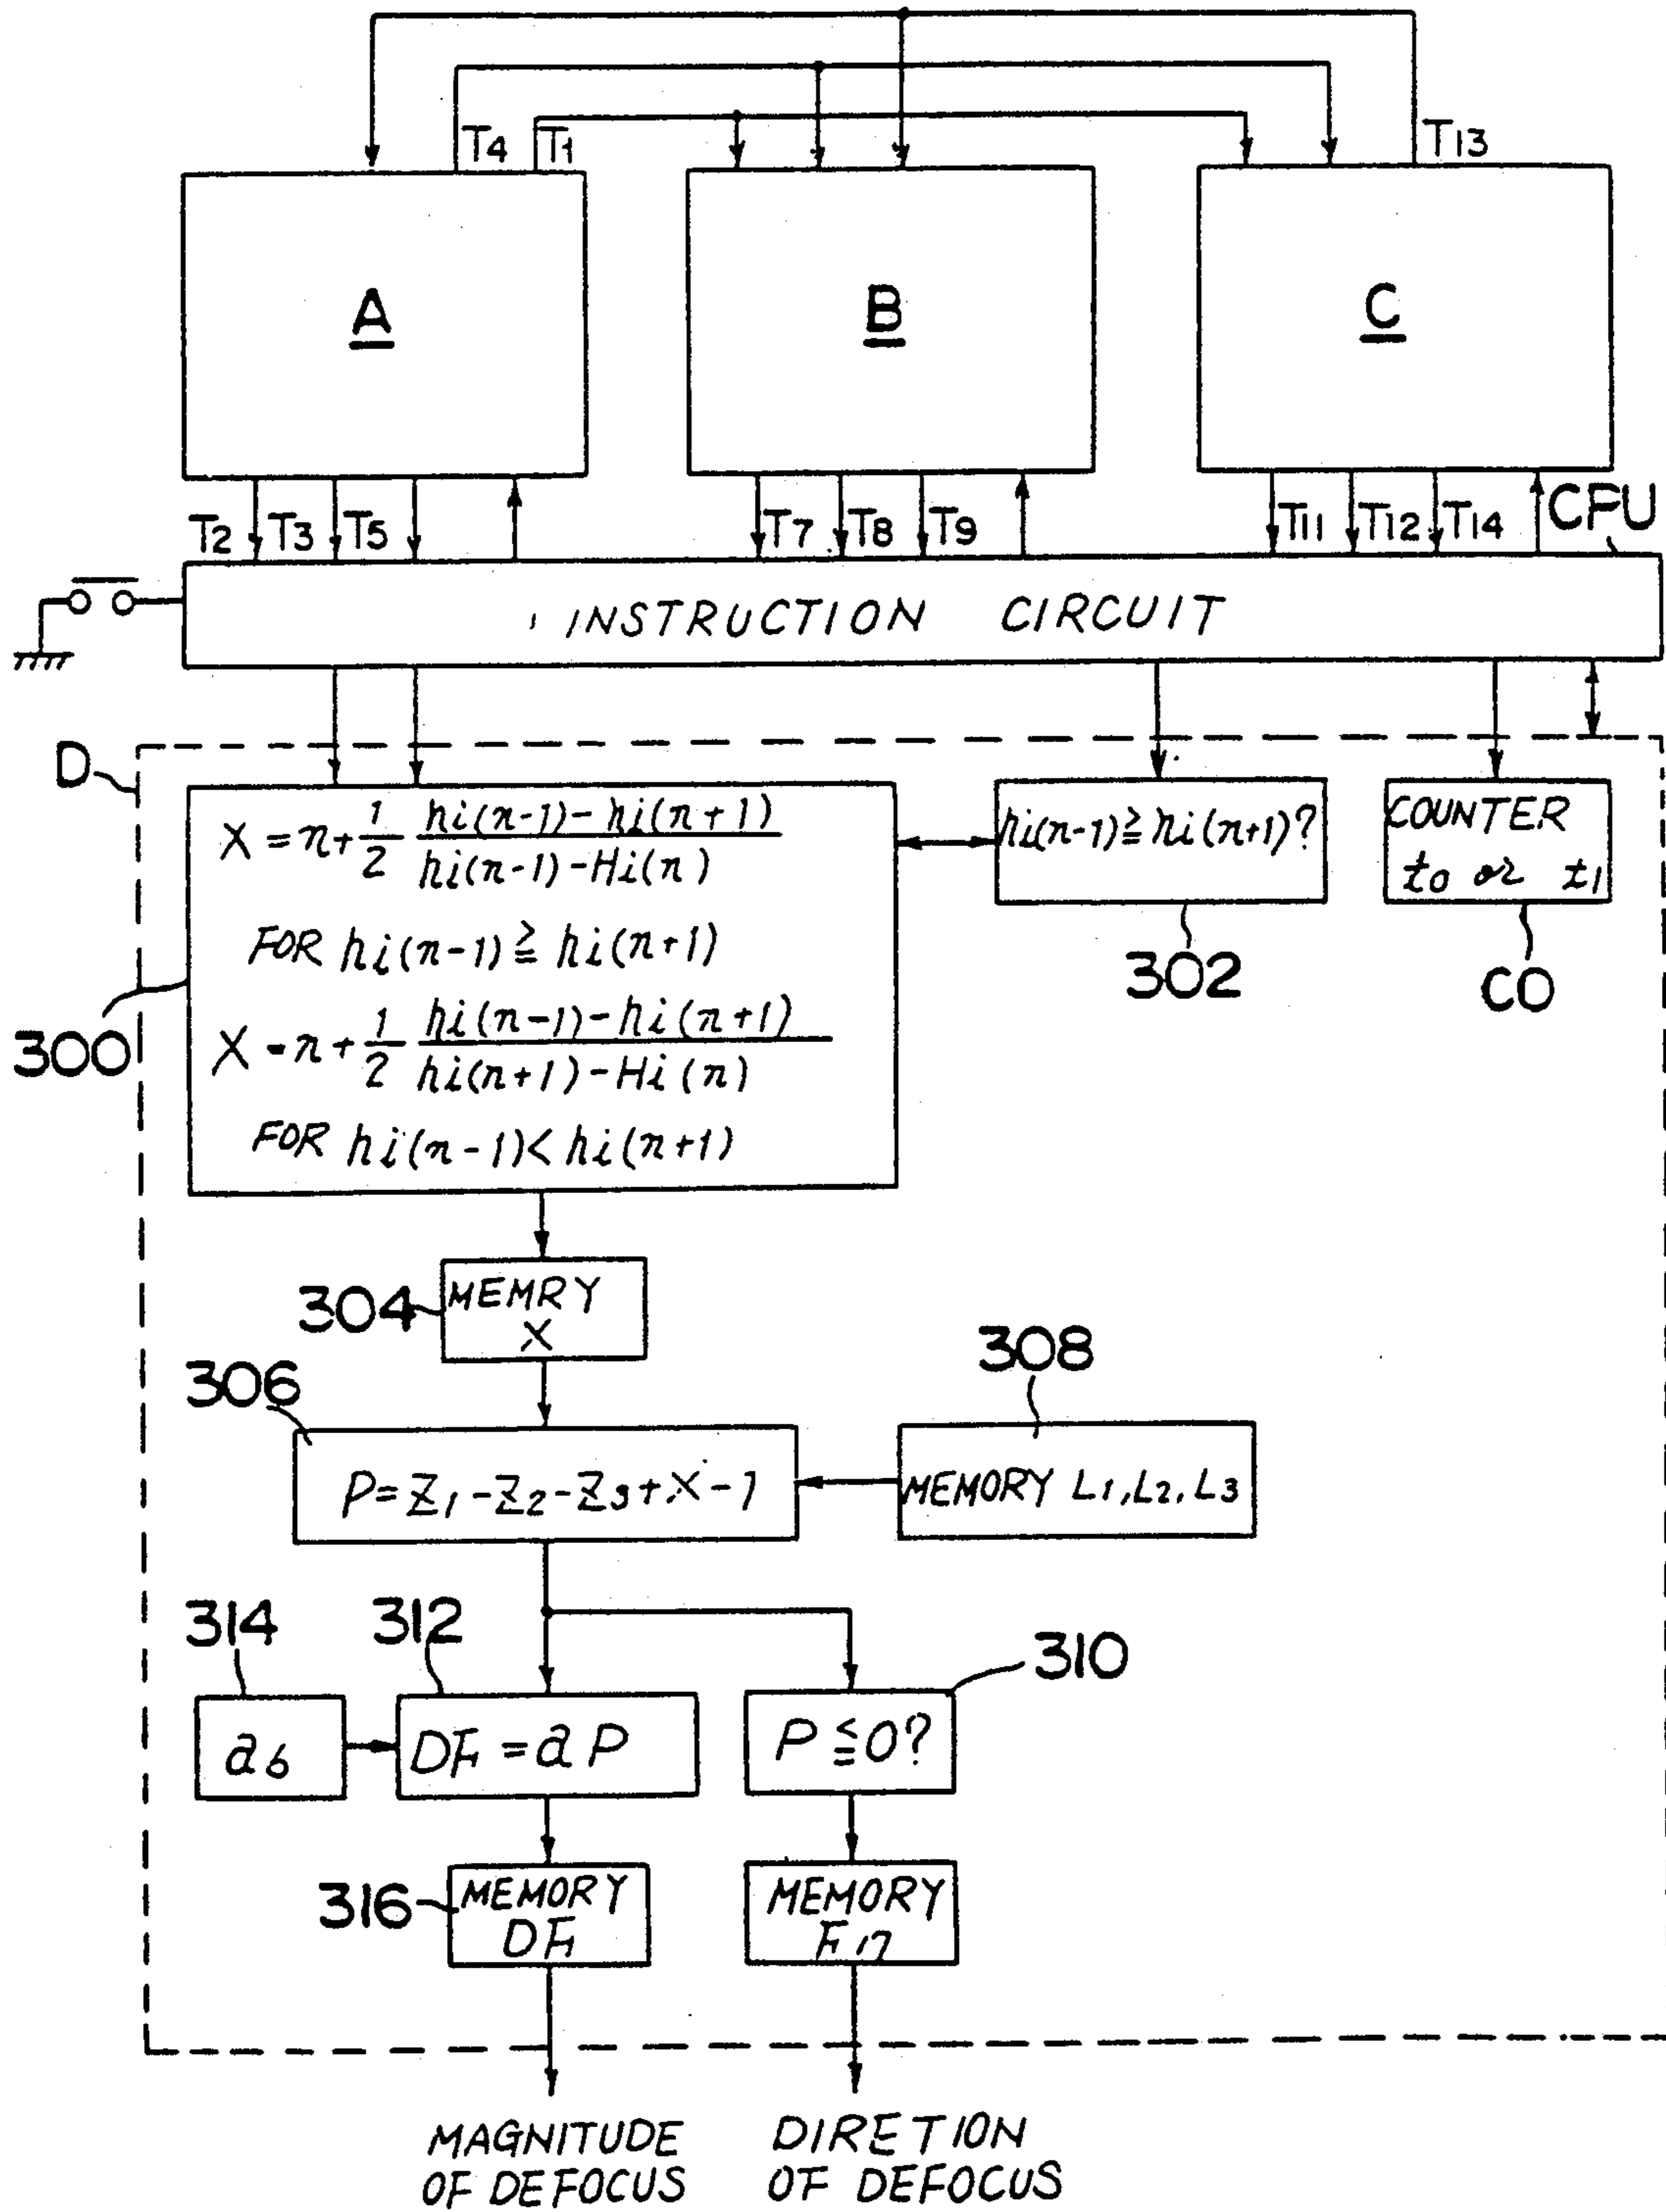 T4
T1
T13
A
B
C
T2
T3
T5
T7
T8
T9
T11
T12
T14
CPU
INSTRUCTION CIRCUIT
D
X = n + 1/2 hi(n-1) - hi(n+1) / hi(n-1) - Hi(n)
FOR hi(n-1) ≧ hi(n+1)
X = n + 1/2 hi(n-1) - hi(n+1) / hi(n+1) - Hi(n)
FOR hi(n-1) < hi(n+1)
300
hi(n-1) ≧ hi(n+1)?
302
COUNTER
t0 or t1
CO
304
MEMRY
X
306
P = Z1 - Z2 - Z3 + X - 1
308
MEMORY L1, L2, L3
314
a6
312
DF = a P
310
P ≦ 0?
316
MEMORY
DF
MEMORY
F17
MAGNITUDE
OF DEFOCUS
DIRETION
OF DEFOCUS